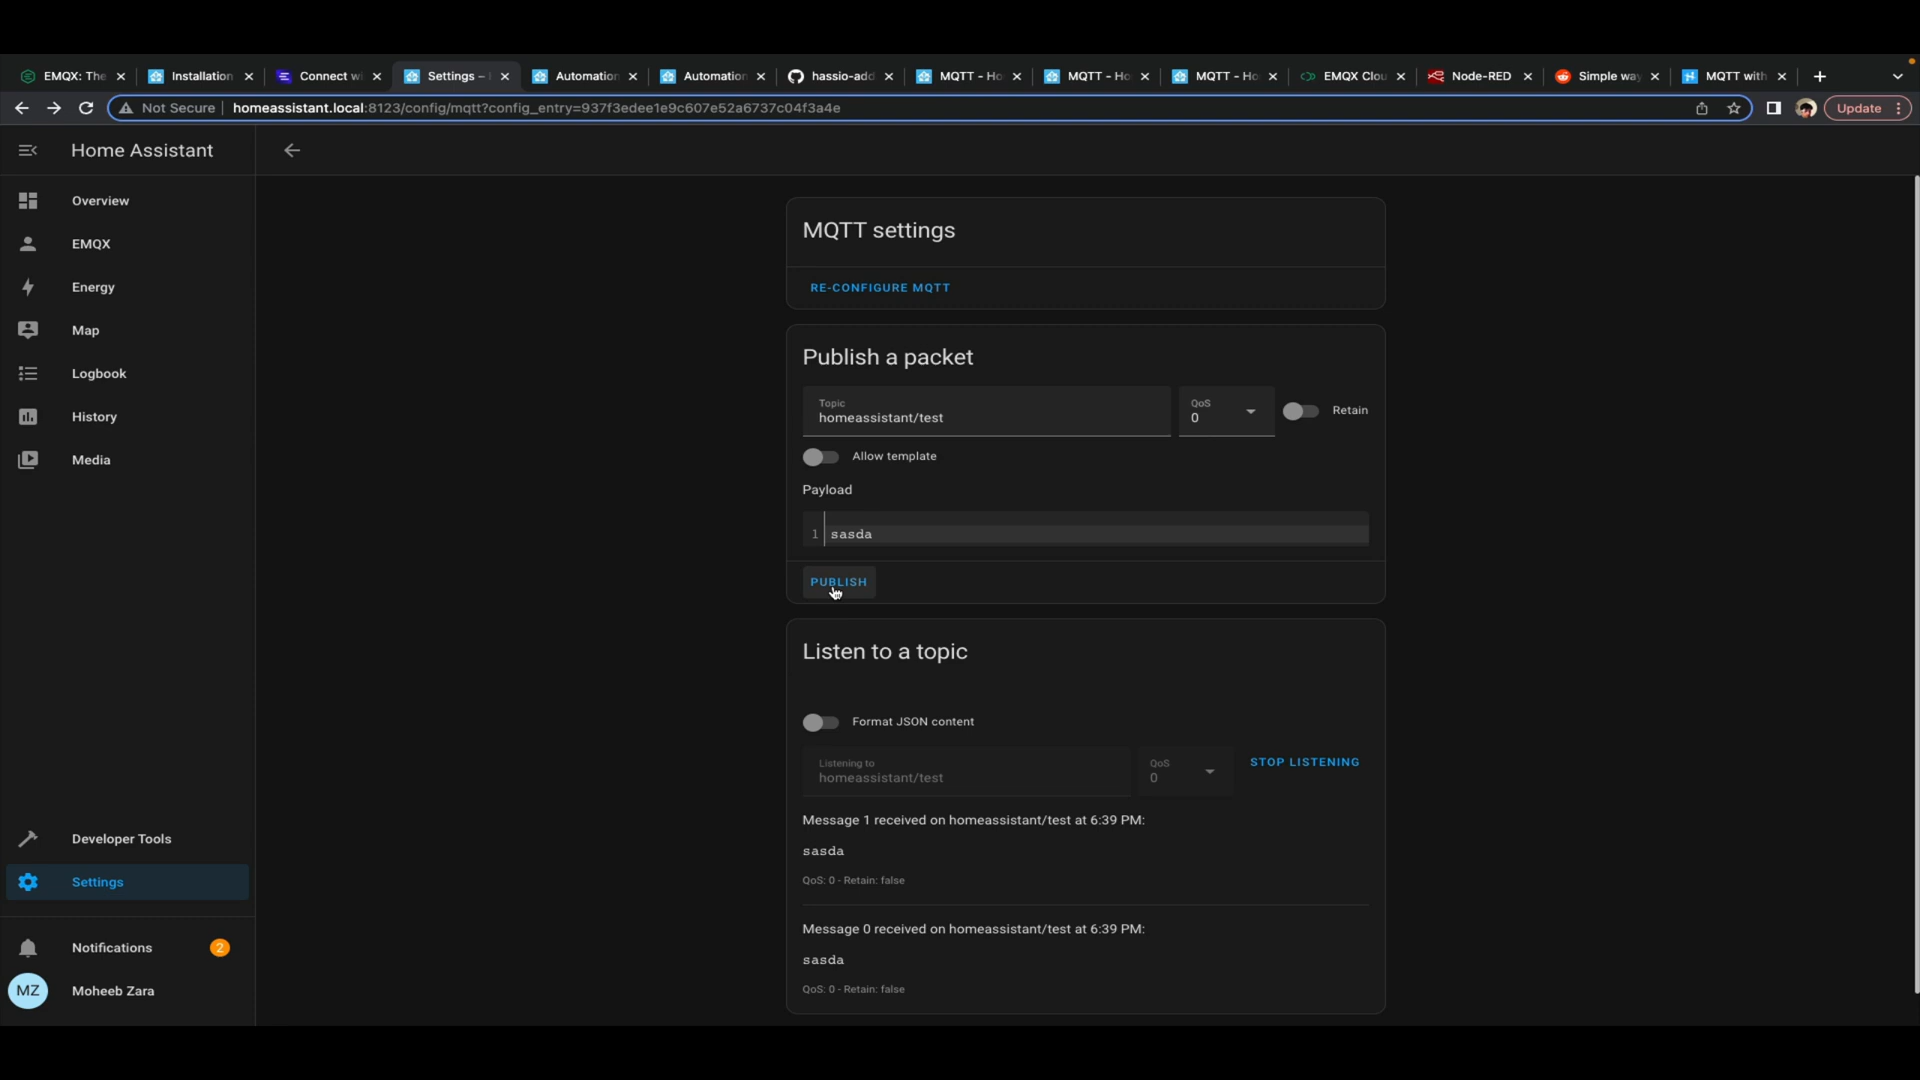 EMQX: The
Installation
Connect wi
Settings –
Automation
Automation
hassio-add
MQTT - Ho
MQTT - Ho
MQTT - Ho
EMQX Clou
Node-RED
Simple way
MQTT with
Not Secure
homeassistant.local:8123/config/mqtt?config_entry=937f3edee1e9c607e52a6737c04f3a4e
Update
Home Assistant
Overview
EMQX
Energy
Map
Logbook
History
Media
Developer Tools
Settings
Notifications
2
MZ
Moheeb Zara
MQTT settings
RE-CONFIGURE MQTT
Publish a packet
Topic
homeassistant/test
QoS
0
Retain
Allow template
Payload
1 sasda
PUBLISH
Listen to a topic
Format JSON content
Listening to
homeassistant/test
QoS
0
STOP LISTENING
Message 1 received on homeassistant/test at 6:39 PM:
sasda
QoS: 0 - Retain: false
Message 0 received on homeassistant/test at 6:39 PM:
sasda
QoS: 0 - Retain: false